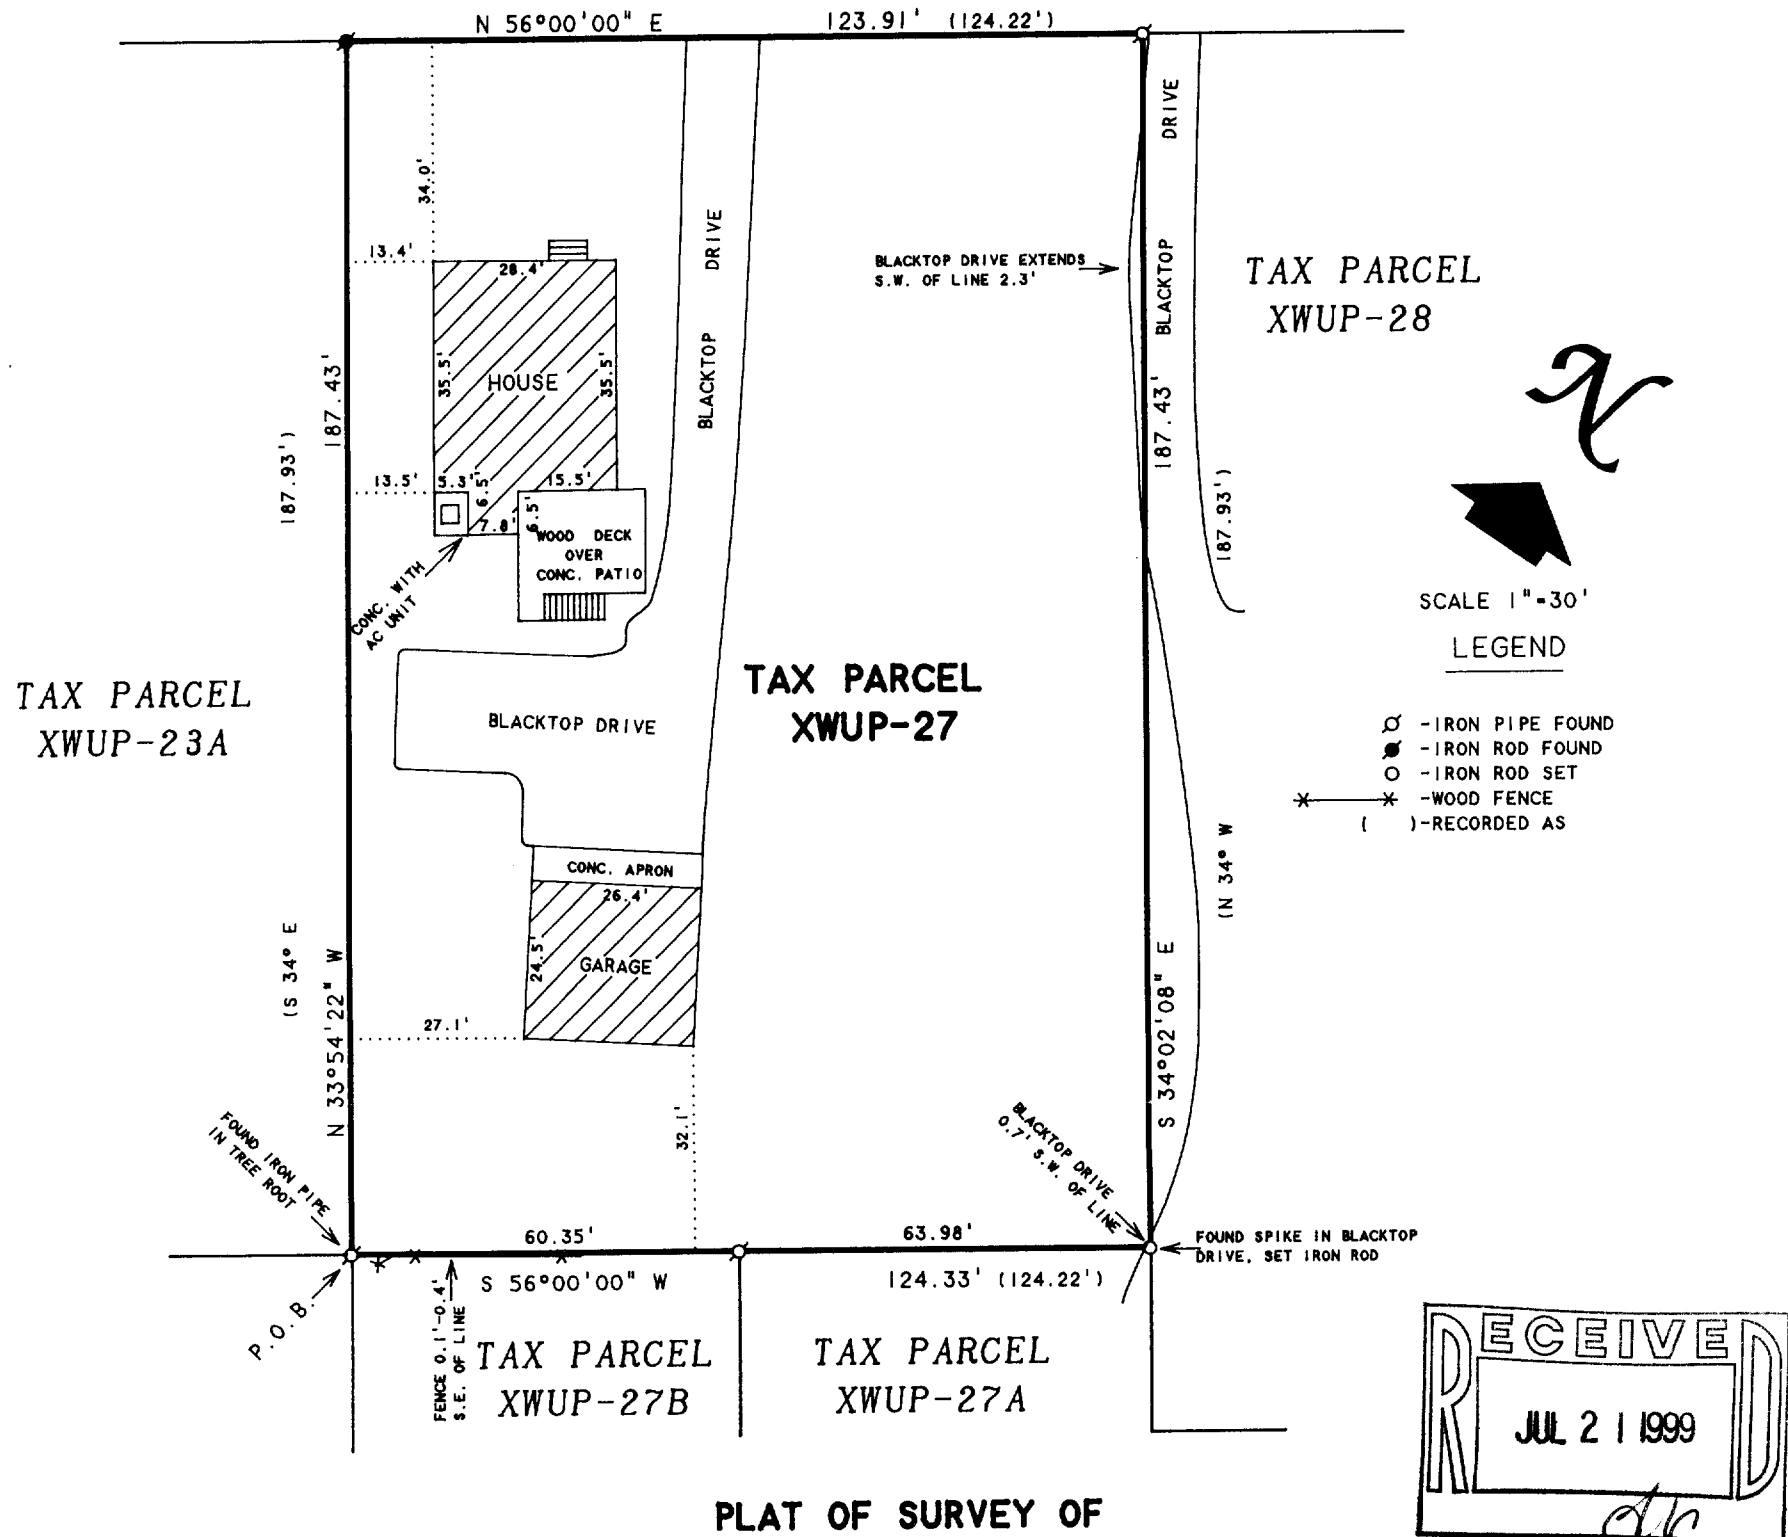 N 56°00'00" E 123.91' (124.22')
DRIVE
34.0'
13.4'
28.4'
BLACKTOP DRIVE
BLACKTOP DRIVE EXTENDS
S.W. OF LINE 2.3'
BLACKTOP
TAX PARCEL
XWUP-28
187.43'
(187.93')
35.5'
HOUSE
35.5'
187.43'
(187.93')
13.5'
5.3'
6.5'
15.5'
7.8'
6.5'
WOOD DECK
OVER
CONC. PATIO
CONC. WITH
AC UNIT
N
SCALE 1"=30'
LEGEND
-IRON PIPE FOUND
-IRON ROD FOUND
-IRON ROD SET
-WOOD FENCE
( )-RECORDED AS
TAX PARCEL
XWUP-23A
BLACKTOP DRIVE
TAX PARCEL
XWUP-27
(N 34° W
CONC. APRON
26.4'
24.5'
GARAGE
(S 34° E
N 33°54'22" W
27.1'
S 34°02'08" E
32.1'
FOUND IRON PIPE
IN TREE ROOT
BLACKTOP DRIVE
0.7' S.W. OF LINE
60.35'
63.98'
FOUND SPIKE IN BLACKTOP
DRIVE, SET IRON ROD
S 56°00'00" W
124.33' (124.22')
P.O.B.
FENCE 0.1'-0.4'
S.E. OF LINE
TAX PARCEL
XWUP-27B
TAX PARCEL
XWUP-27A
RECEIVED
JUL 21 1999
PLAT OF SURVEY OF